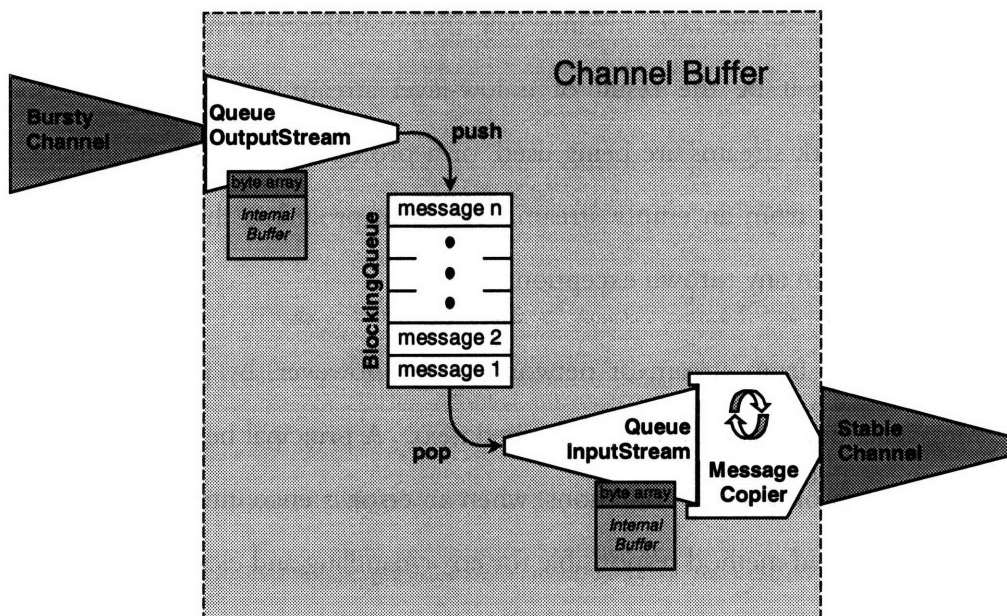 Channel Buffer
Bursty
Channel
Queue
OutputStream
push
byte array
Internal
Buffer
BlockingQueue
message n
message 2
message 1
pop
Queue
InputStream
byte array
Internal
Buffer
Message
Copier
Stable
Channel